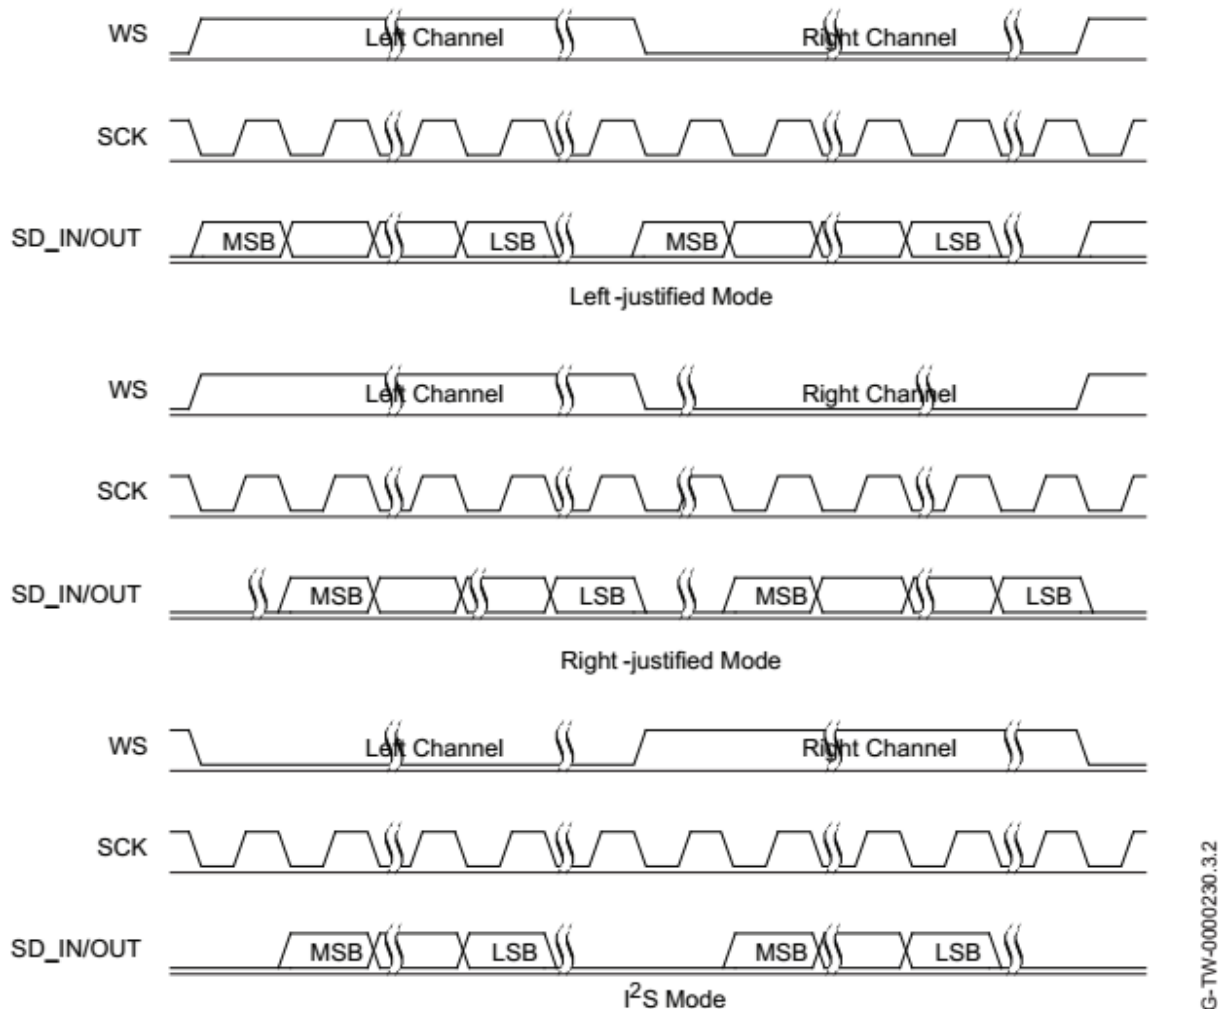 WS Left Channel Right Channel
SCK
SD_IN/OUT MSB LSB MSB LSB
Left -justified Mode
WS Left Channel Right Channel
SCK
SD_IN/OUT MSB LSB MSB LSB
Right -justified Mode
WS Left Channel Right Channel
SCK
SD_IN/OUT MSB LSB MSB LSB
I²S Mode
G-TW-0000230.3.2